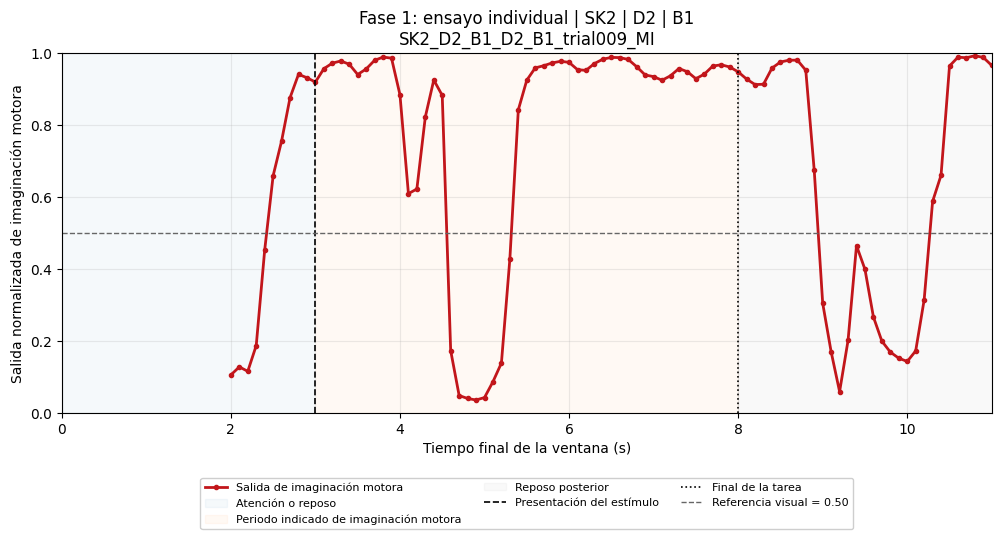 Fase 1: ensayo individual | SK2 | D2 | B1
SK2_D2_B1_D2_B1_trial009_MI
Salida normalizada de imaginación motora
1.0
0.8
0.6
0.4
0.2
0.0
0 2 4 6 8 10
Tiempo final de la ventana (s)
Salida de imaginación motora
Atención o reposo
Periodo indicado de imaginación motora
Reposo posterior
Presentación del estímulo
Final de la tarea
Referencia visual = 0.50